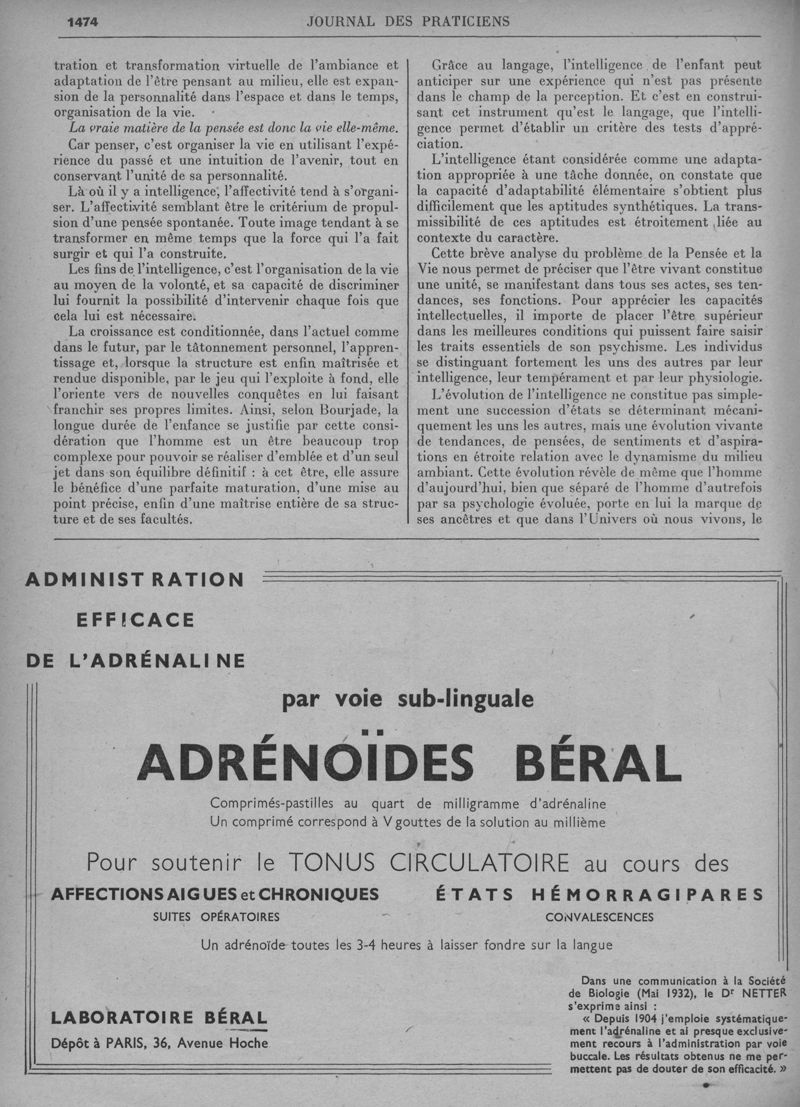 1474
JOURNAL DES PRATICIENS
tration et transformation virtuelle de l'ambiance et
adaptation de l'être pensant au milieu, elle est expan-
sion de la personnalité dans l'espace et dans le temps,
organisation de la vie.
La vraie matière de la pensée est donc la vie elle-même.
Car penser, c'est organiser la vie en utilisant l'expé-
rience du passé et une intuition de l'avenir, tout en
conservant l'unité de sa personnalité.
Là où il y a intelligence, l'affectivité tend à s'organi-
ser. L'affectivité semblant être le critérium de propul-
sion d'une pensée spontanée. Toute image tendant à se
transformer en même temps que la force qui l'a fait
surgir et qui l'a construite.
Les fins de l'intelligence, c'est l'organisation de la vie
au moyen de la volonté, et sa capacité de discriminer
lui fournit la possibilité d'intervenir chaque fois que
cela lui est nécessaire.
La croissance est conditionnée, dans l'actuel comme
dans le futur, par le tâtonnement personnel, l'appren-
tissage et, lorsque la structure est enfin maîtrisée et
rendue disponible, par le jeu qui l'exploite à fond, elle
l'oriente vers de nouvelles conquêtes en lui faisant
franchir ses propres limites. Ainsi, selon Bourjade, la
longue durée de l'enfance se justifie par cette consi-
dération que l'homme est un être beaucoup trop
complexe pour pouvoir se réaliser d'emblée et d'un seul
jet dans son équilibre définitif : à cet être, elle assure
le bénéfice d'une parfaite maturation, d'une mise au
point précise, enfin d'une maîtrise entière de sa struc-
ture et de ses facultés.
Grâce au langage, l'intelligence de l'enfant peut
anticiper sur une expérience qui n'est pas présente
dans le champ de la perception. Et c'est en construi-
sant cet instrument qu'est le langage, que l'intelli-
gence permet d'établir un critère des tests d'appré-
ciation.
L'intelligence étant considérée comme une adapta-
tion appropriée à une tâche donnée, on constate que
la capacité d'adaptabilité élémentaire s'obtient plus
difficilement que les aptitudes synthétiques. La trans-
missibilité de ces aptitudes est étroitement liée au
contexte du caractère.
Cette brève analyse du problème de la Pensée et la
Vie nous permet de préciser que l'être vivant constitue
une unité, se manifestant dans tous ses actes, ses ten-
dances, ses fonctions. Pour apprécier les capacités
intellectuelles, il importe de placer l'être supérieur
dans les meilleures conditions qui puissent faire saisir
les traits essentiels de son psychisme. Les individus
se distinguant fortement les uns des autres par leur
intelligence, leur tempérament et par leur physiologie.
L'évolution de l'intelligence ne constitue pas simple-
ment une succession d'états se déterminant mécani-
quement les uns les autres, mais une évolution vivante
de tendances, de pensées, de sentiments et d'aspira-
tions en étroite relation avec le dynamisme du milieu
ambiant. Cette évolution révèle de même que l'homme
d'aujourd'hui, bien que séparé de l'homme d'autrefois
par sa psychologie évoluée, porte en lui la marque de
ses ancêtres et que dans l'Univers où nous vivons, le
ADMINISTRATION
EFFICACE
DE L'ADRÉNALINE
par voie sub-linguale
ADRÉNOÏDES BÉRAL
Comprimés-pastilles au quart de milligramme d'adrénaline
Un comprimé correspond à V gouttes de la solution au millième
Pour soutenir le TONUS CIRCULATOIRE au cours des
AFFECTIONS AIGUES et CHRONIQUES ÉTATS HÉMORRAGIPARES
SUITES OPÉRATOIRES CONVALESCENCES
Un adrénoïde toutes les 3-4 heures à laisser fondre sur la langue
LABORATOIRE BÉRAL
Dépôt à PARIS, 36, Avenue Hoche
Dans une communication à la Société
de Biologie (Mai 1932), le Dr NETTER
s'exprime ainsi :
« Depuis 1904 j'emploie systématique-
ment l'adrénaline et ai presque exclusive-
ment recours à l'administration par voie
buccale. Les résultats obtenus ne me per-
mettent pas de douter de son efficacité. »